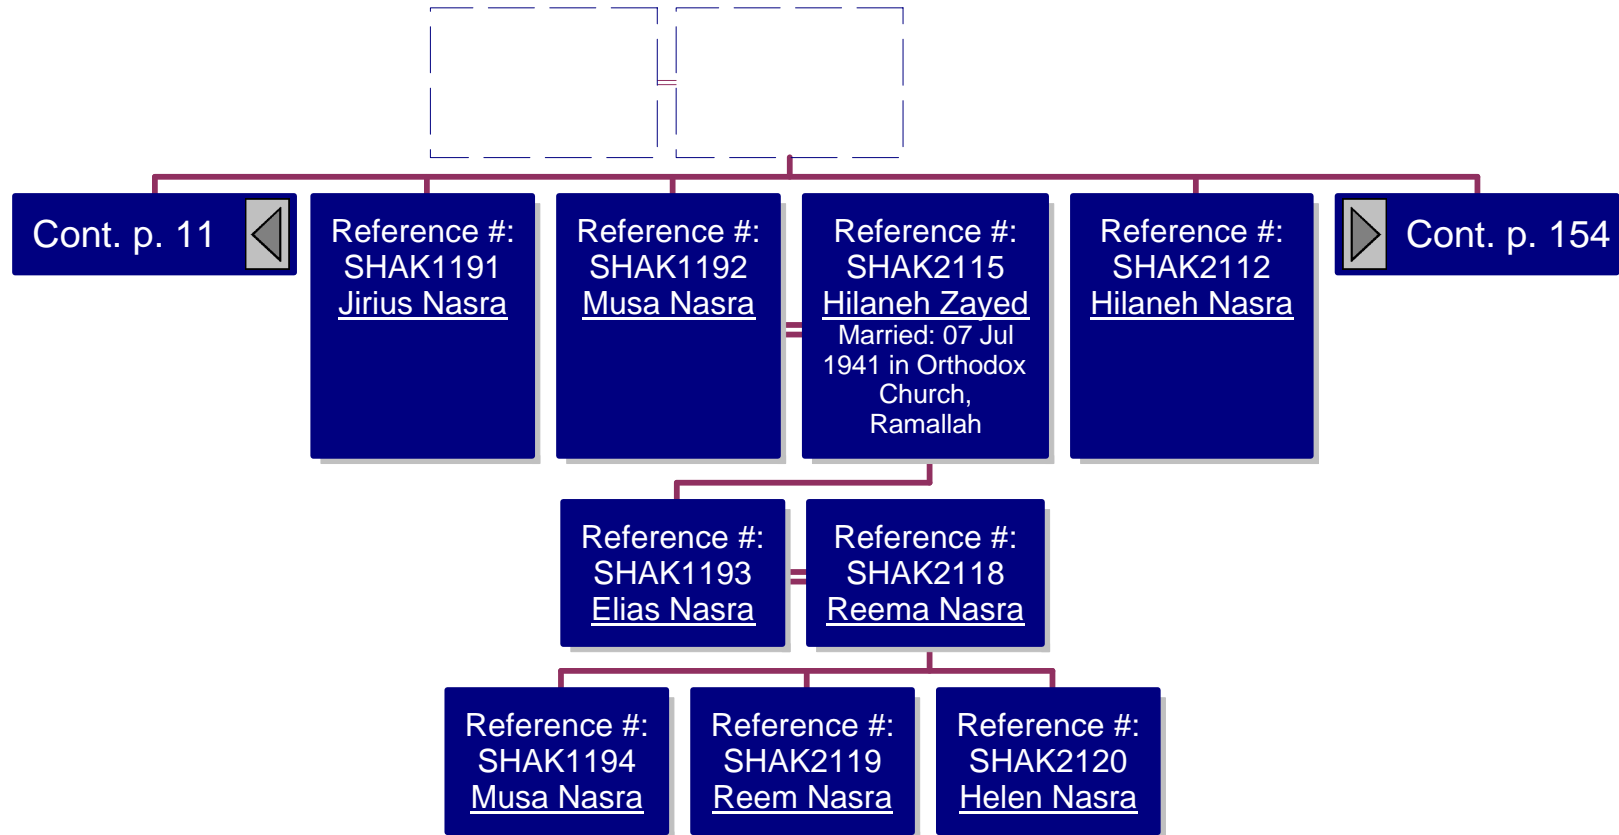 Cont. p. 11
Reference #:
SHAK1191
Jirius Nasra
Reference #:
SHAK1192
Musa Nasra
Reference #:
SHAK2115
Hilaneh Zayed
Married: 07 Jul
1941 in Orthodox
Church,
Ramallah
Reference #:
SHAK2112
Hilaneh Nasra
Cont. p. 154
Reference #:
SHAK1193
Elias Nasra
Reference #:
SHAK2118
Reema Nasra
Reference #:
SHAK1194
Musa Nasra
Reference #:
SHAK2119
Reem Nasra
Reference #:
SHAK2120
Helen Nasra